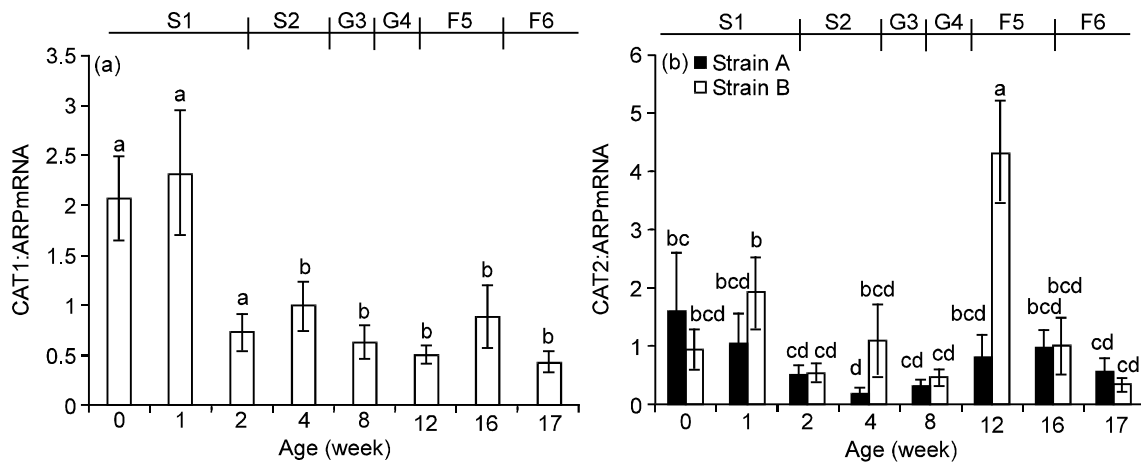 S1 S2 G3 G4 F5 F6
(a)
CAT1:ARPmRNA
3.5
3
2.5
2
1.5
1
0.5
0
a
a
a
b
b
b
b
b
0 1 2 4 8 12 16 17
Age (week)
S1 S2 G3 G4 F5 F6
(b)
Strain A
Strain B
CAT2:ARPmRNA
6
5
4
3
2
1
0
bc
bcd
bcd
b
cd
cd
d
bcd
cd
cd
bcd
a
bcd
bcd
cd
cd
0 1 2 4 8 12 16 17
Age (week)